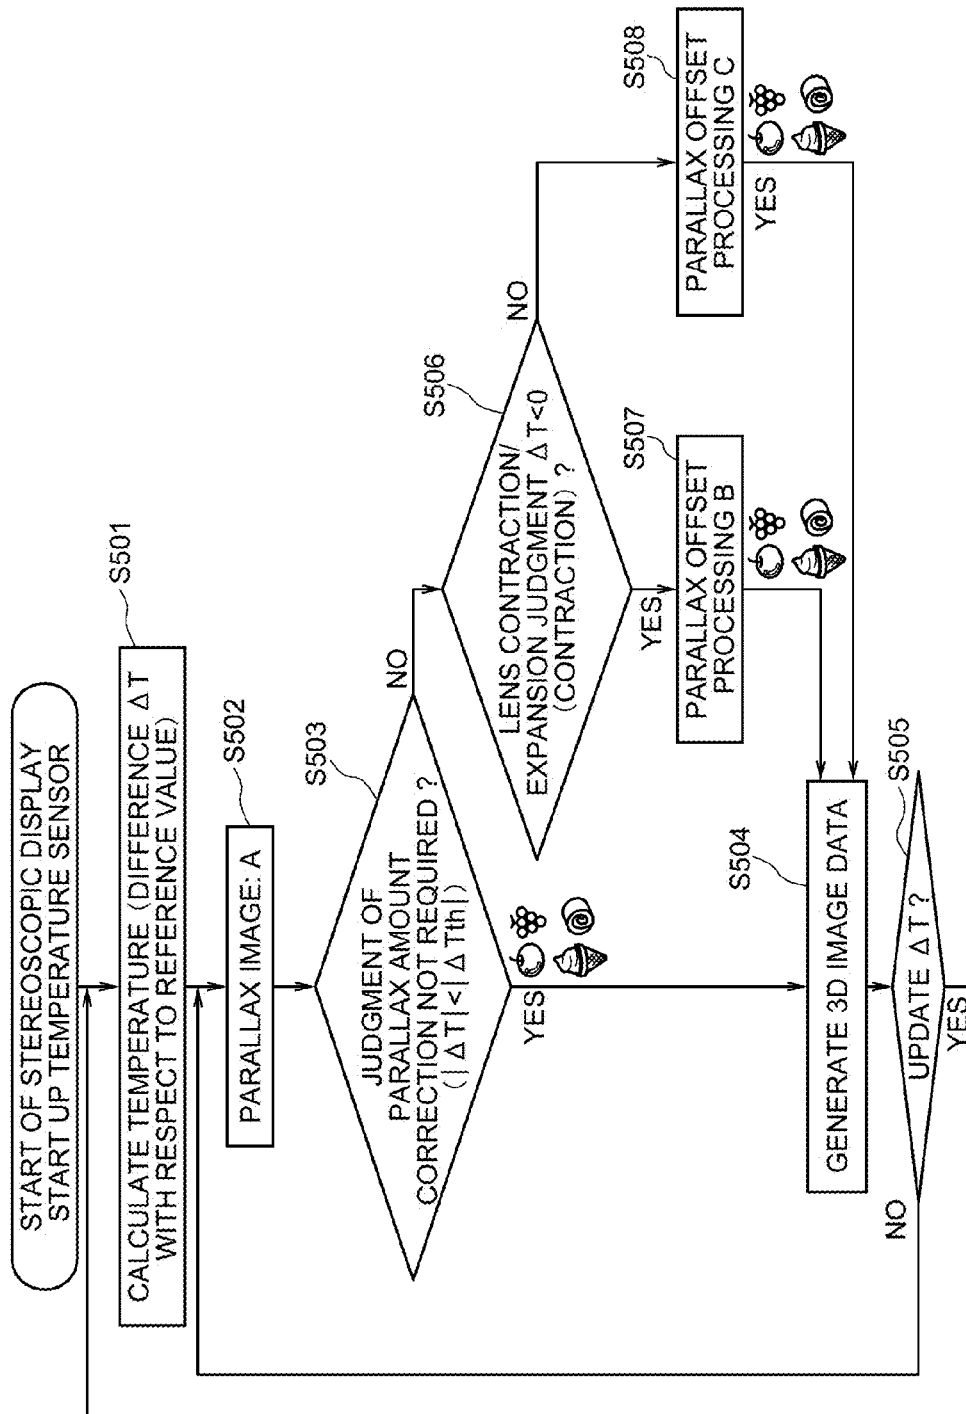 START OF STEREOSCOPIC DISPLAY
START UP TEMPERATURE SENSOR
S501
CALCULATE TEMPERATURE (DIFFERENCE ΔT
WITH RESPECT TO REFERENCE VALUE)
S502
PARALLAX IMAGE: A
S503
JUDGMENT OF
PARALLAX AMOUNT
CORRECTION NOT REQUIRED ?
(|ΔT|<|ΔTth|)
NO
YES
S506
LENS CONTRACTION/
EXPANSION JUDGMENT ΔT<0
(CONTRACTION) ?
NO
YES
S507
PARALLAX OFFSET
PROCESSING B
S508
PARALLAX OFFSET
PROCESSING C
YES
S504
GENERATE 3D IMAGE DATA
S505
UPDATE ΔT ?
NO
YES